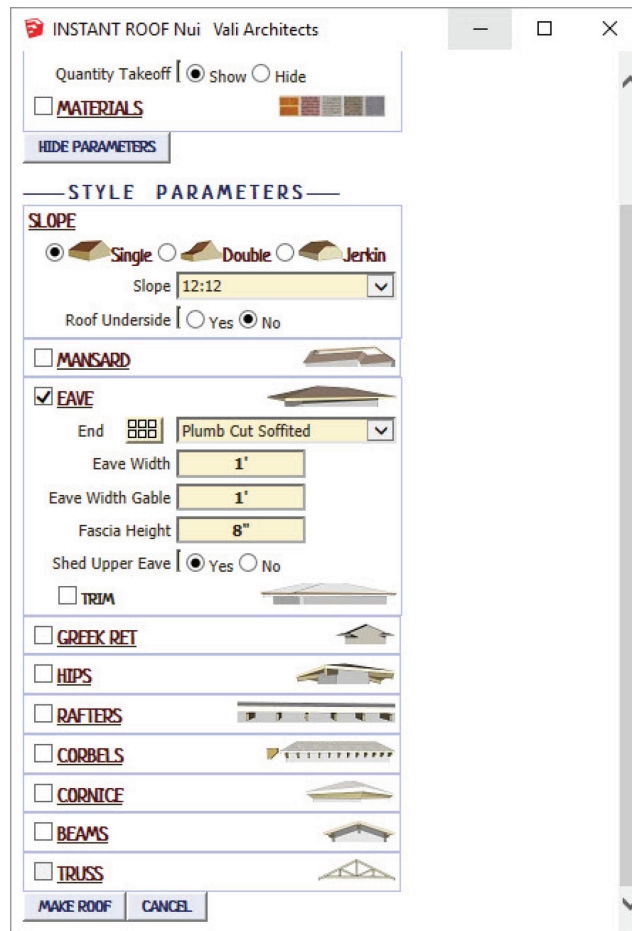 INSTANT ROOF Nui Vali Architects
Quantity Takeoff Show Hide
MATERIALS
HIDE PARAMETERS
STYLE PARAMETERS
SLOPE
Single Double Jerkin
Slope 12:12
Roof Underside Yes No
MANSARD
EAVE
End Plumb Cut Soffited
Eave Width 1'
Eave Width Gable 1'
Fascia Height 8"
Shed Upper Eave Yes No
TRIM
GREEK RET
HIPS
RAFTERS
CORBELS
CORNICE
BEAMS
TRUSS
MAKE ROOF CANCEL